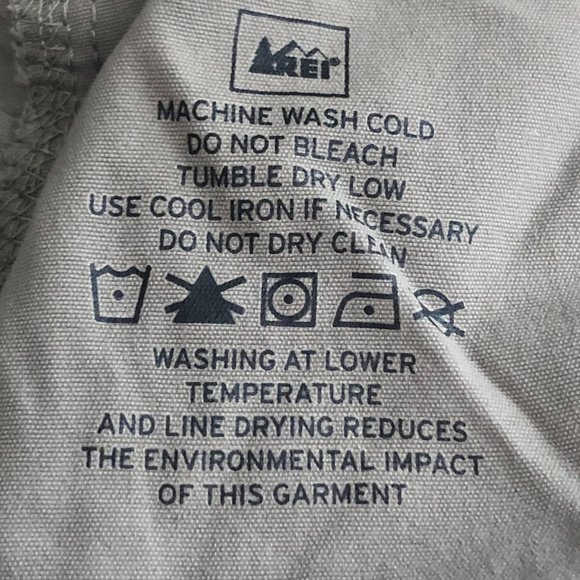 REI
MACHINE WASH COLD
DO NOT BLEACH
TUMBLE DRY LOW
USE COOL IRON IF NECESSARY
DO NOT DRY CLEAN
WASHING AT LOWER
TEMPERATURE
AND LINE DRYING REDUCES
THE ENVIRONMENTAL IMPACT
OF THIS GARMENT